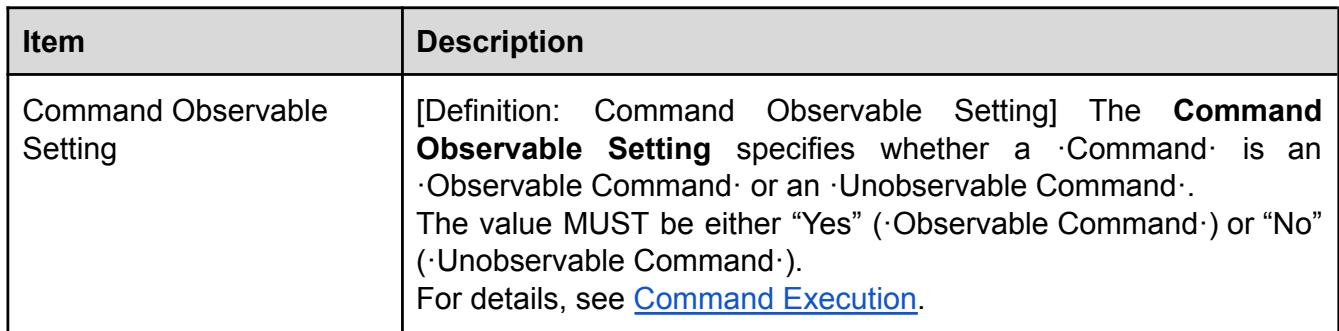 Item
Description
Command Observable
Setting
[Definition: Command Observable Setting] The Command
Observable Setting specifies whether a ·Command· is an
·Observable Command· or an ·Unobservable Command·.
The value MUST be either “Yes” (·Observable Command·) or “No”
(·Unobservable Command·).
For details, see Command Execution.